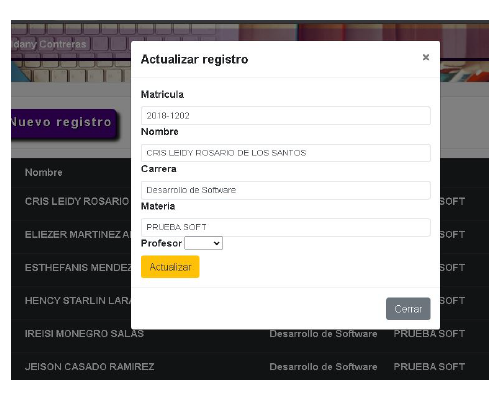 dany Contreras
Actualizar registro
×
Matricula
2018-1202
Nombre
CRIS LEIDY ROSARIO DE LOS SANTOS
Carrera
Desarrollo de Software
Materia
PRUEBA SOFT
Profesor
Actualizar
Cerrar
Nuevo registro
Nombre
CRIS LEIDY ROSARIO SOFT
ELIEZER MARTINEZ SOFT
ESTHEFANIS MENDEZ SOFT
HENCY STARLIN SOFT
IREISI MONEGRO SALAS Desarrollo de Software PRUEBA SOFT
JEISON CASADO RAMIREZ Desarrollo de Software PRUEBA SOFT